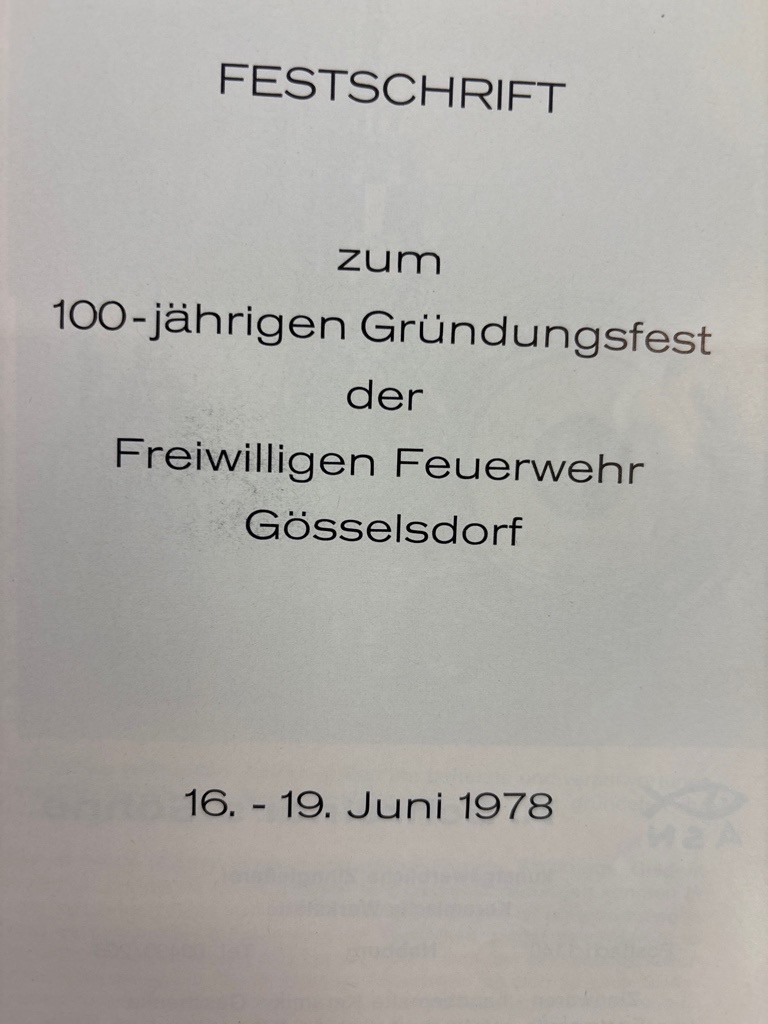 FESTSCHRIFT
zum
100-jährigen Gründungsfest
der
Freiwilligen Feuerwehr
Gösselsdorf
16. - 19. Juni 1978